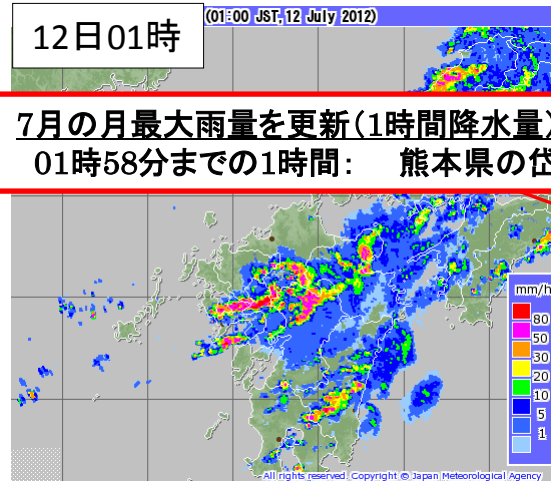 12日01時
(01:00 JST,12 July 2012)
7月の月最大雨量を更新(1時間降水量)
01時58分までの1時間： 熊本県の岱
mm/h
80
50
30
20
10
5
1
All rights reserved. Copyright © Japan Meteorological Agency